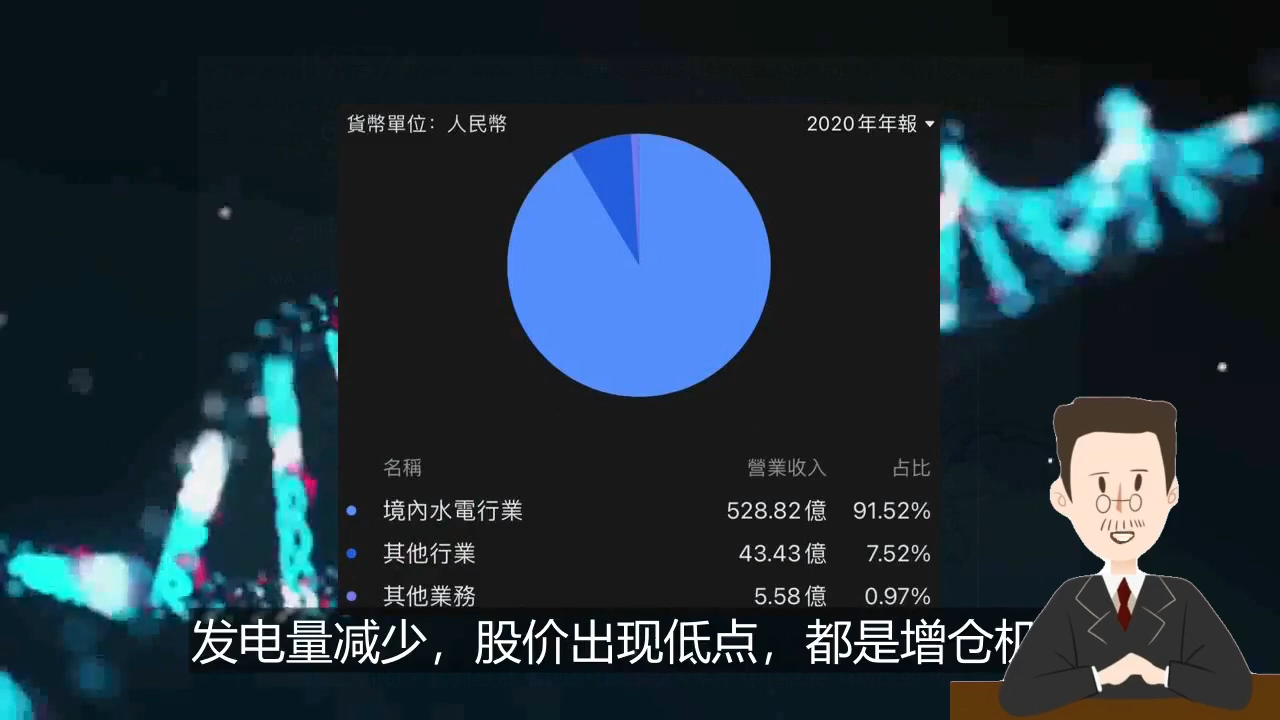 貨幣單位：人民幣 2020年年報
名稱 營業收入 占比
境內水電行業 528.82億 91.52%
其他行業 43.43億 7.52%
其他業務 5.58億 0.97%
发电量减少，股价出现低点，都是增仓机